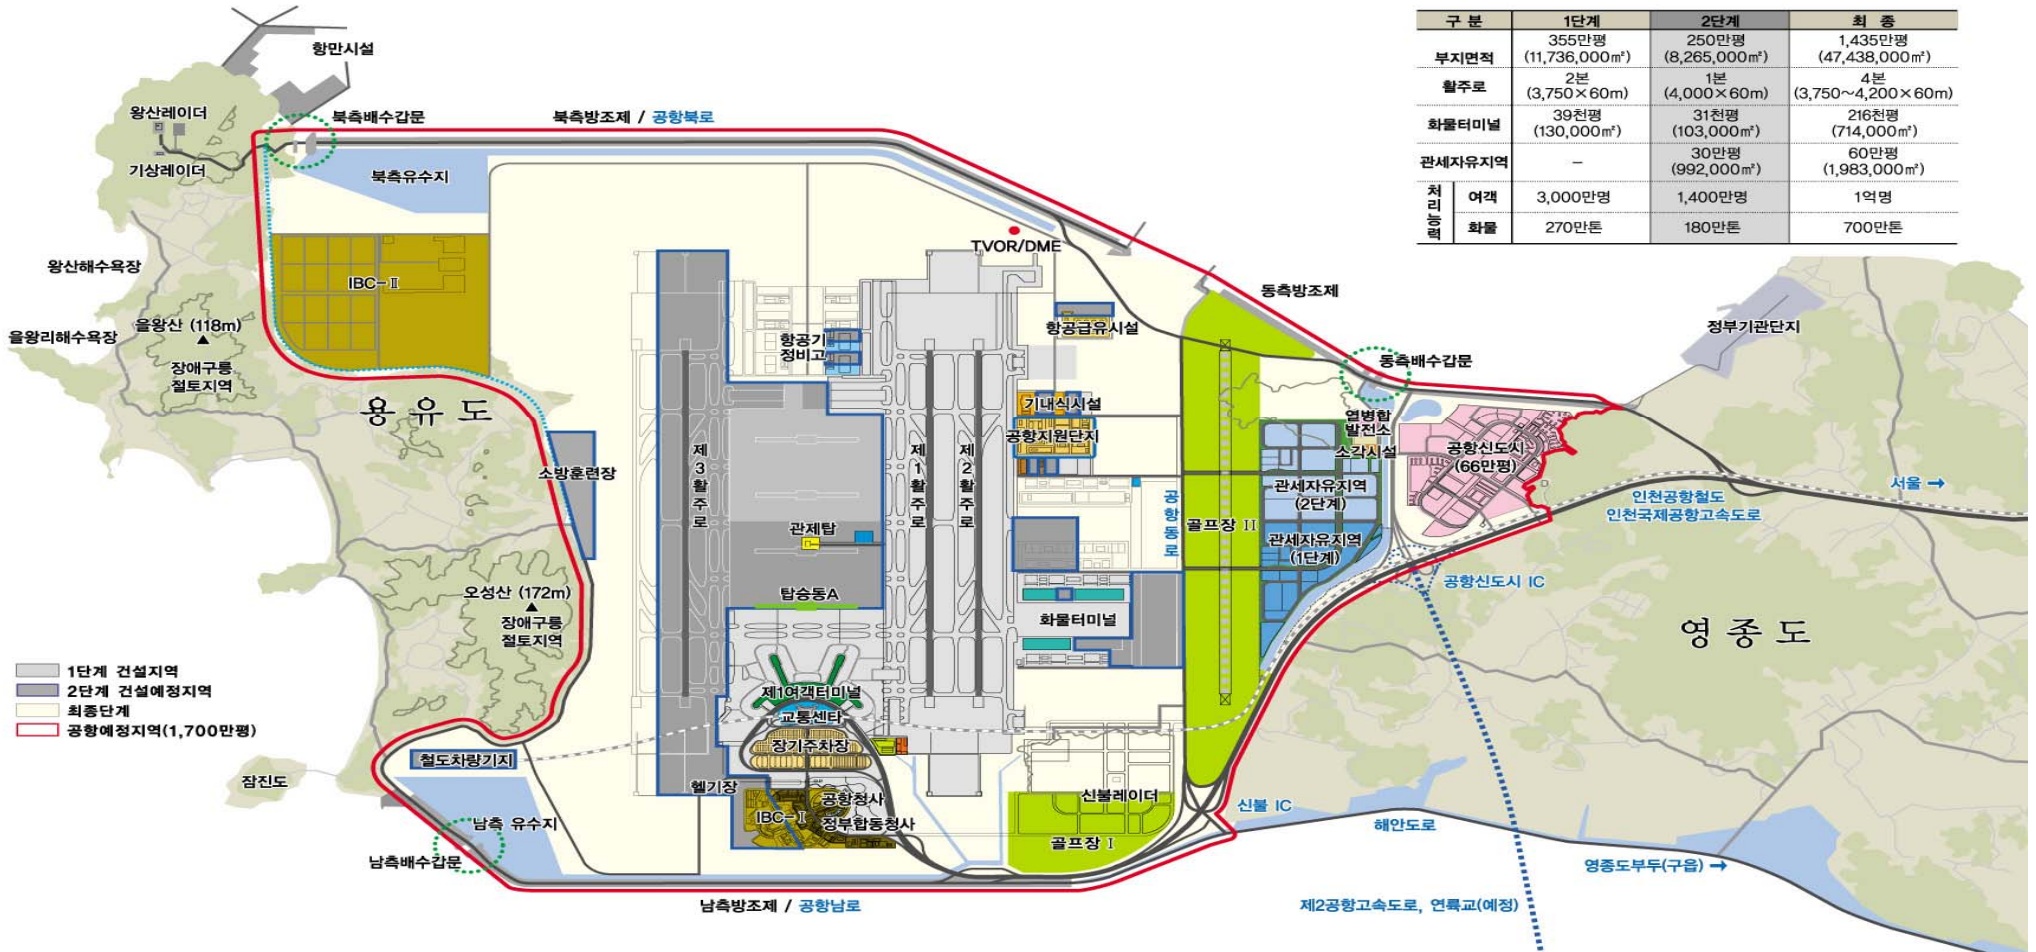 구 분 1단계 2단계 최 종
부지면적 355만평 (11,736,000㎡) 250만평 (8,265,000㎡) 1,435만평 (47,438,000㎡)
활주로 2본 (3,750×60m) 1본 (4,000×60m) 4본 (3,750~4,200×60m)
화물터미널 39천평 (130,000㎡) 31천평 (103,000㎡) 216천평 (714,000㎡)
관세자유지역 – 30만평 (992,000㎡) 60만평 (1,983,000㎡)
처리능력 여객 3,000만명 1,400만명 1억명
화물 270만톤 180만톤 700만톤
항만시설
왕산레이더
북측배수갑문
북측방조제 / 공항북로
기상레이더
북측유수지
TVOR/DME
왕산해수욕장
IBC-Ⅱ
동측방조제
을왕산 (118m)
을왕리해수욕장
장애구릉
절토지역
항공기
정비고
항공급유시설
정부기관단지
동측배수갑문
용유도
기내식시설
공항지원단지
열병합
발전소
소각시설
공항신도시
(66만평)
소방훈련장
제3활주로
제1활주로
제2활주로
공항동로
골프장 Ⅱ
관세자유지역
(2단계)
관세자유지역
(1단계)
인천공항철도
인천국제공항고속도로
서울 →
관제탑
탑승동A
오성산 (172m)
장애구릉
절토지역
화물터미널
공항신도시 IC
영종도
1단계 건설지역
2단계 건설예정지역
최종단계
공항예정지역(1,700만평)
제1여객터미널
교통센타
장기주차장
철도차량기지
잠진도
헬기장
IBC-Ⅰ
공항청사
정부합동청사
신불레이더
골프장 Ⅰ
신불 IC
해안도로
남측 유수지
남측배수갑문
영종도부두(구읍) →
남측방조제 / 공항남로
제2공항고속도로, 연륙교(예정)